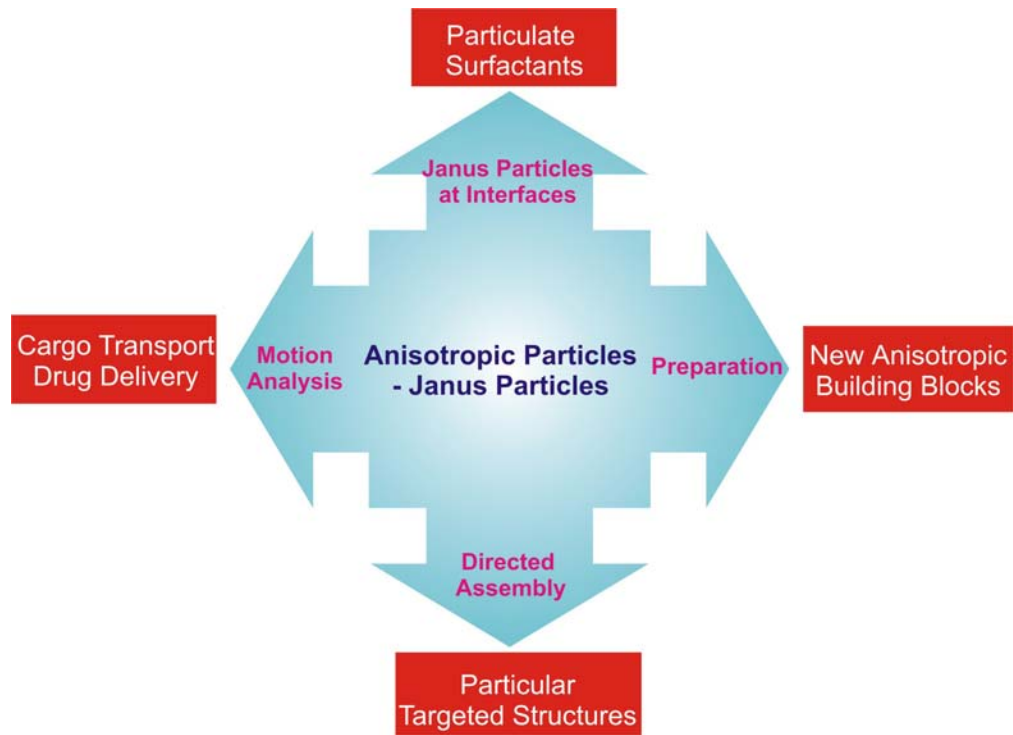 Particulate
Surfactants
Janus Particles
at Interfaces
Cargo Transport
Drug Delivery
Motion
Analysis
Anisotropic Particles
- Janus Particles
Preparation
New Anisotropic
Building Blocks
Directed
Assembly
Particular
Targeted Structures